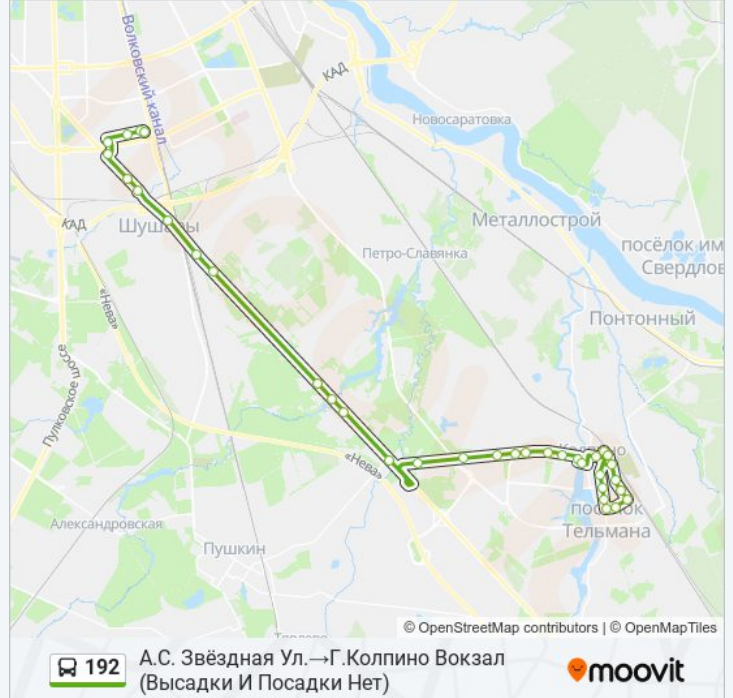 Волковский канал
КАД
Новосаратовка
КАД
Шушары
Металлострой
посёлок им
Свердлов
Петро-Славянка
«Нева»
Понтонный
Пулковское шоссе
«Нева»
Колпино
посёлок
Тельмана
Александровская
Пушкин
© OpenStreetMap contributors | © OpenMapTiles
192
А.С. Звёздная Ул.→Г.Колпино Вокзал
(Высадки И Посадки Нет)
moovit